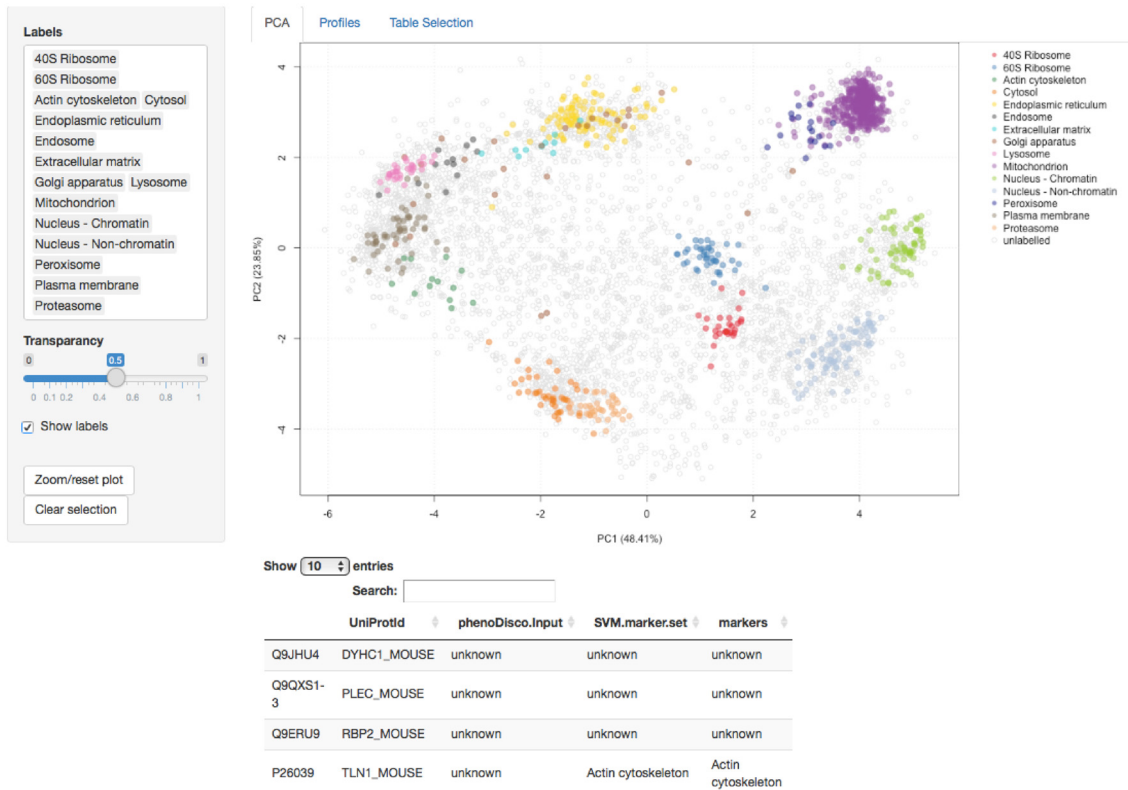 Labels
40S Ribosome
60S Ribosome
Actin cytoskeleton Cytosol
Endoplasmic reticulum
Endosome
Extracellular matrix
Golgi apparatus Lysosome
Mitochondrion
Nucleus - Chromatin
Nucleus - Non-chromatin
Peroxisome
Plasma membrane
Proteasome
Transparancy
0 0.5 1
0 0.1 0.2 0.4 0.6 0.8 1
Show labels
Zoom/reset plot
Clear selection
PCA Profiles Table Selection
PC2 (23.85%)
4
2
0
-2
-4
-6 -4 -2 0 2 4
PC1 (48.41%)
40S Ribosome
60S Ribosome
Actin cytoskeleton
Cytosol
Endoplasmic reticulum
Endosome
Extracellular matrix
Golgi apparatus
Lysosome
Mitochondrion
Nucleus - Chromatin
Nucleus - Non-chromatin
Peroxisome
Plasma membrane
Proteasome
unlabelled
Show 10 entries
Search:
UniProtId phenoDisco.Input SVM.marker.set markers
Q9JHU4 DYHC1_MOUSE unknown unknown unknown
Q9QXS1-
3 PLEC_MOUSE unknown unknown unknown
Q9ERU9 RBP2_MOUSE unknown unknown unknown
P26039 TLN1_MOUSE unknown Actin cytoskeleton Actin
cytoskeleton